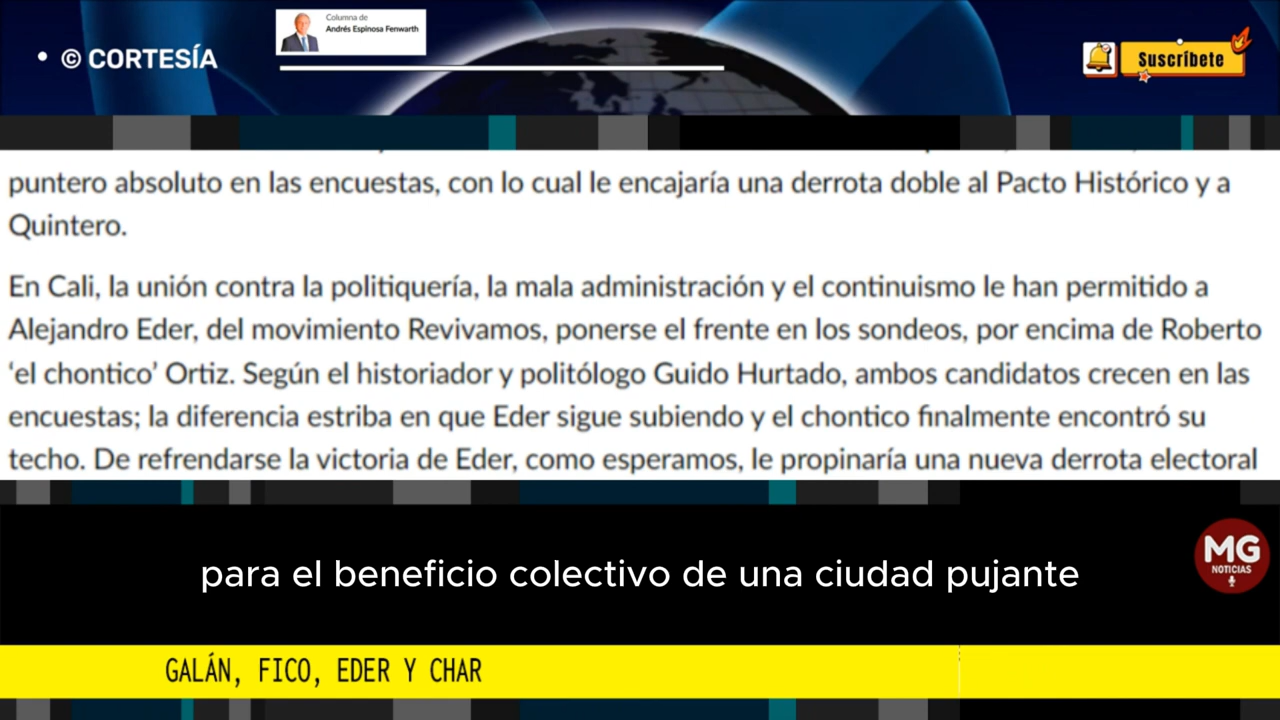 • © CORTESÍA
Columna de
Andrés Espinosa Fenwarth
Suscríbete
puntero absoluto en las encuestas, con lo cual le encajaría una derrota doble al Pacto Histórico y a
Quintero.
En Cali, la unión contra la politiquería, la mala administración y el continuismo le han permitido a
Alejandro Eder, del movimiento Revivamos, ponerse el frente en los sondeos, por encima de Roberto
‘el chontico’ Ortiz. Según el historiador y politólogo Guido Hurtado, ambos candidatos crecen en las
encuestas; la diferencia estriba en que Eder sigue subiendo y el chontico finalmente encontró su
techo. De refrendarse la victoria de Eder, como esperamos, le propinaría una nueva derrota electoral
para el beneficio colectivo de una ciudad pujante
MG
NOTICIAS
GALÁN, FICO, EDER Y CHAR